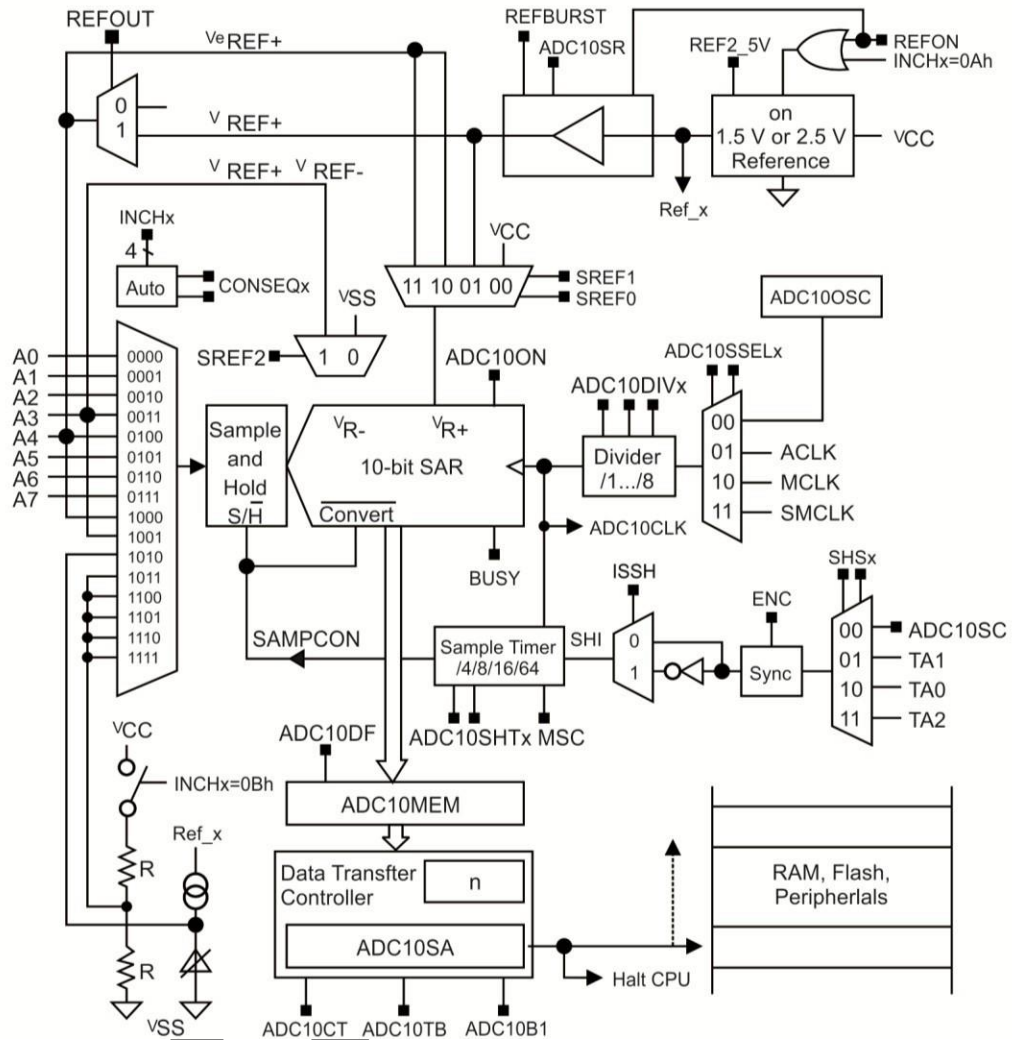 REFOUT
REFBURST
ADC10SR
REF2_5V
REFON
INCHx=0Ah
VeREF+
0
1
VREF+
on
1.5 V or 2.5 V
Reference
VCC
VREF+ VREF-
Ref_x
INCHx
4
Auto
CONSEQx
VCC
11 10 01 00
SREF1
SREF0
VSS
SREF2
1 0
ADC10OSC
ADC10ON
ADC10SSELx
ADC10DIVx
A0
A1
A2
A3
A4
A5
A6
A7
0000
0001
0010
0011
0100
0101
0110
0111
1000
1001
1010
1011
1100
1101
1110
1111
Sample
and
Hold
S/H
VR-
VR+
10-bit SAR
Convert
Divider
/1.../8
00
01
10
11
ACLK
MCLK
SMCLK
ADC10CLK
BUSY
ISSH
ENC
SHSx
SAMPCON
Sample Timer
/4/8/16/64
SHI
0
1
Sync
00
01
10
11
ADC10SC
TA1
TA0
TA2
ADC10SHTx MSC
ADC10DF
VCC
INCHx=0Bh
ADC10MEM
Ref_x
R
R
VSS
Data Transfter
Controller
n
ADC10SA
RAM, Flash,
Peripherlals
Halt CPU
ADC10CT
ADC10TB
ADC10B1